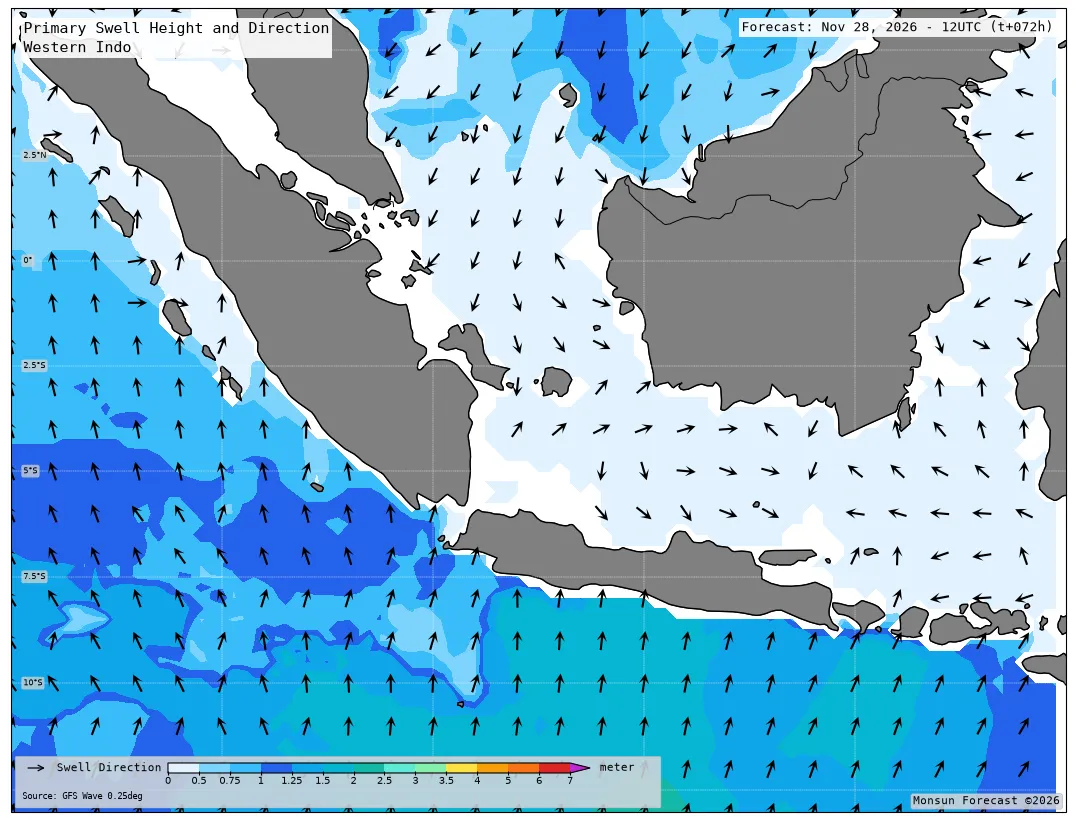 Primary Swell Height and Direction
Western Indo
Forecast: Nov 28, 2026 - 12UTC (t+072h)
2.5°N
0°
2.5°S
5°S
7.5°S
10°S
Swell Direction
0 0.5 0.75 1 1.25 1.5 2 2.5 3 3.5 4 5 6 7
meter
Source: GFS Wave 0.25deg
Monsun Forecast ©2026